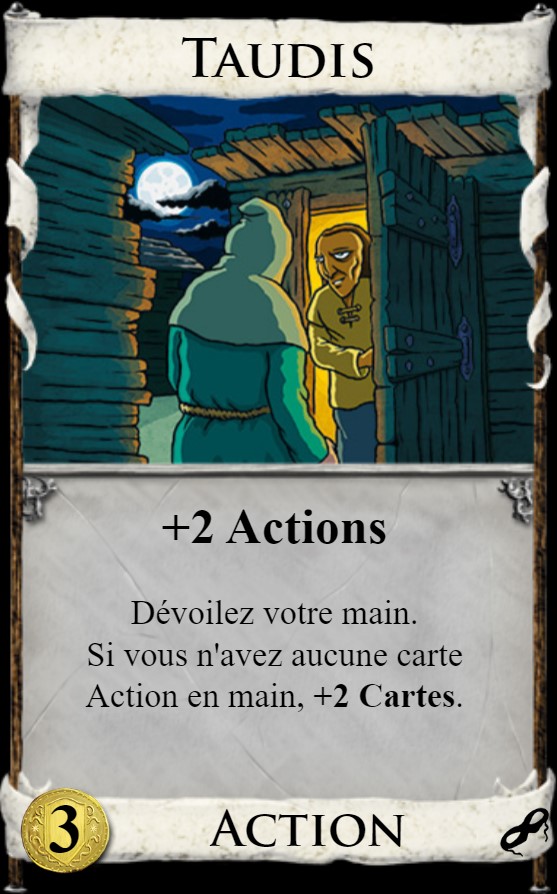 TAUDIS
+2 Actions
Dévoilez votre main.
Si vous n'avez aucune carte
Action en main, +2 Cartes.
3
ACTION